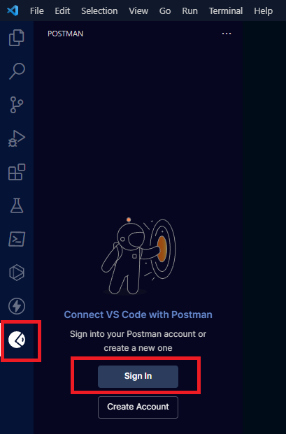 File Edit Selection View Go Run Terminal Help
POSTMAN ...
Connect VS Code with Postman
Sign into your Postman account or
create a new one
Sign In
Create Account